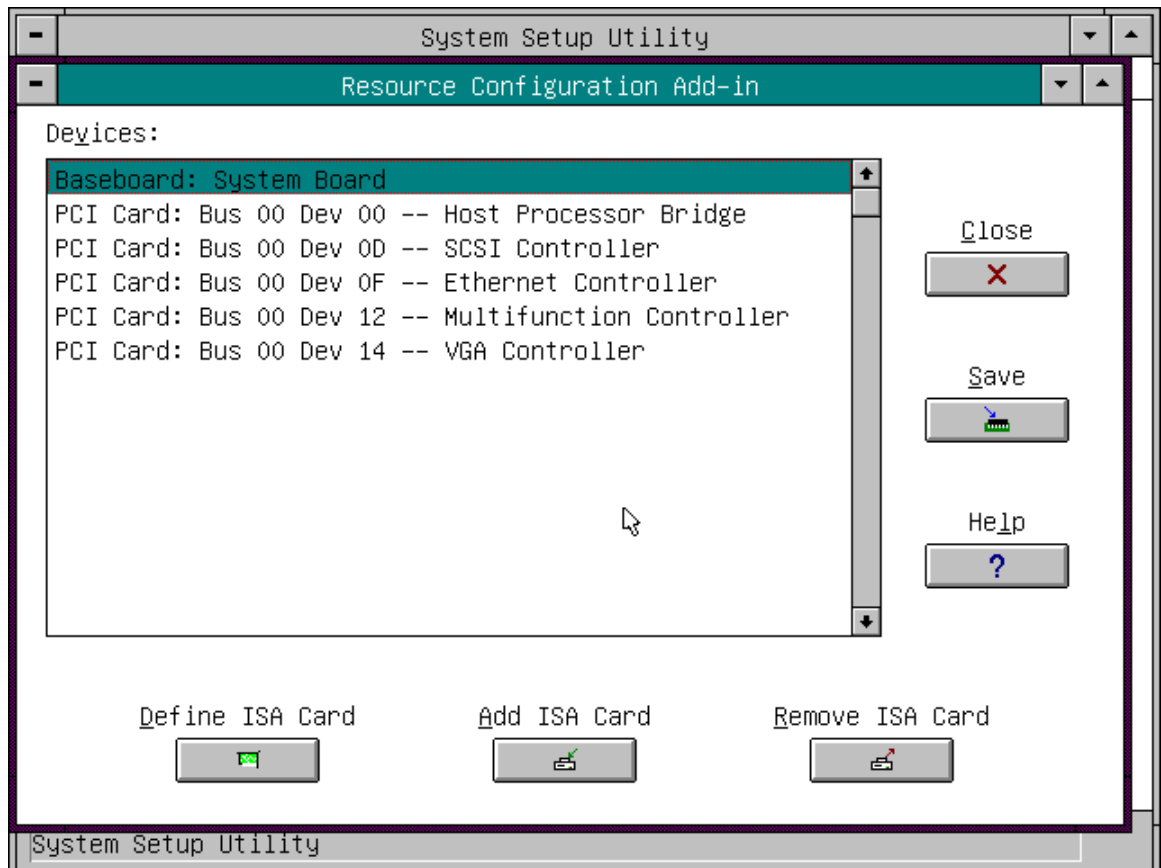 System Setup Utility
Resource Configuration Add-in
Devices:
Baseboard: System Board
PCI Card: Bus 00 Dev 00 -- Host Processor Bridge
PCI Card: Bus 00 Dev 0D -- SCSI Controller
PCI Card: Bus 00 Dev 0F -- Ethernet Controller
PCI Card: Bus 00 Dev 12 -- Multifunction Controller
PCI Card: Bus 00 Dev 14 -- VGA Controller
Close
Save
Help
?
Define ISA Card
Add ISA Card
Remove ISA Card
System Setup Utility